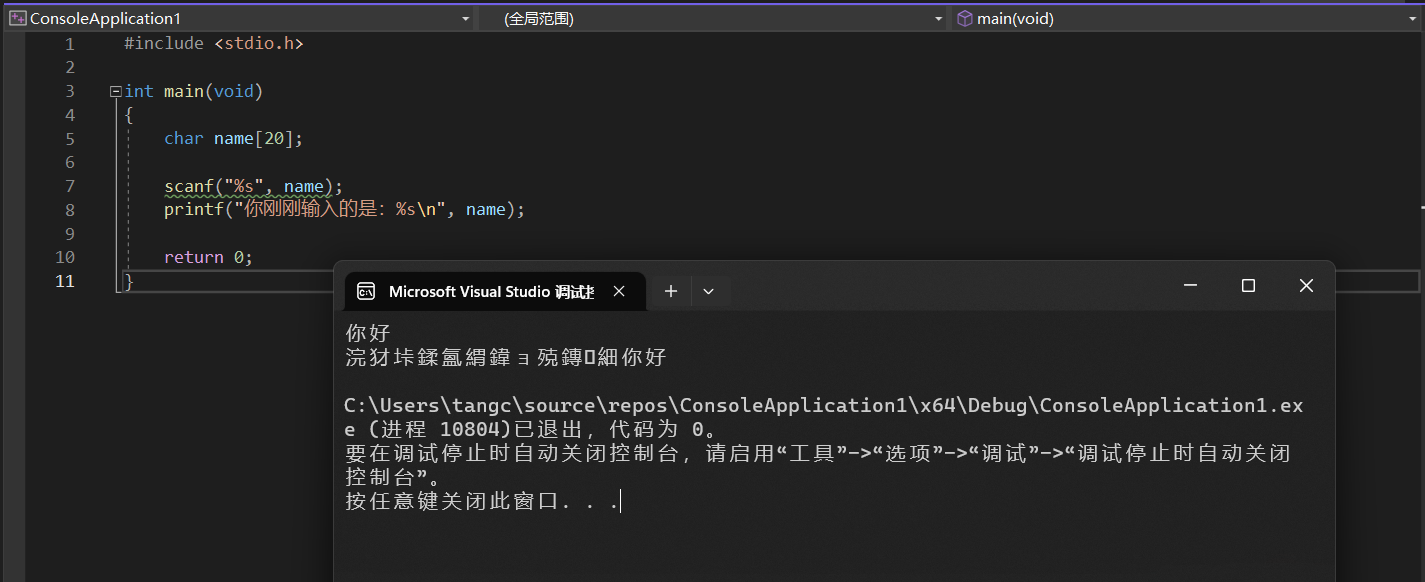 ConsoleApplication1
(全局范围)
main(void)
1 #include <stdio.h>
2
3 int main(void)
4 {
5 char name[20];
6
7 scanf("%s", name);
8 printf("你刚刚输入的是：%s\n", name);
9
10 return 0;
11 }
Microsoft Visual Studio 调试
你好
浣犲垰鍒氳緭鍏ョ殑鏄細你好
C:\Users\tangc\source\repos\ConsoleApplication1\x64\Debug\ConsoleApplication1.ex
e (进程 10804)已退出，代码为 0。
要在调试停止时自动关闭控制台，请启用“工具”->“选项”->“调试”->“调试停止时自动关闭
控制台”。
按任意键关闭此窗口. . .